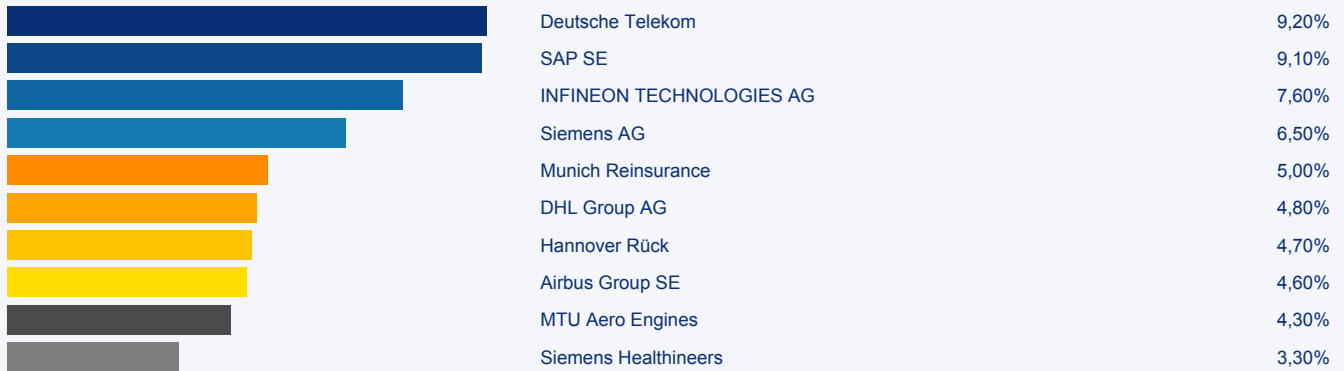 Deutsche Telekom 9,20%
SAP SE 9,10%
INFINEON TECHNOLOGIES AG 7,60%
Siemens AG 6,50%
Munich Reinsurance 5,00%
DHL Group AG 4,80%
Hannover Rück 4,70%
Airbus Group SE 4,60%
MTU Aero Engines 4,30%
Siemens Healthineers 3,30%